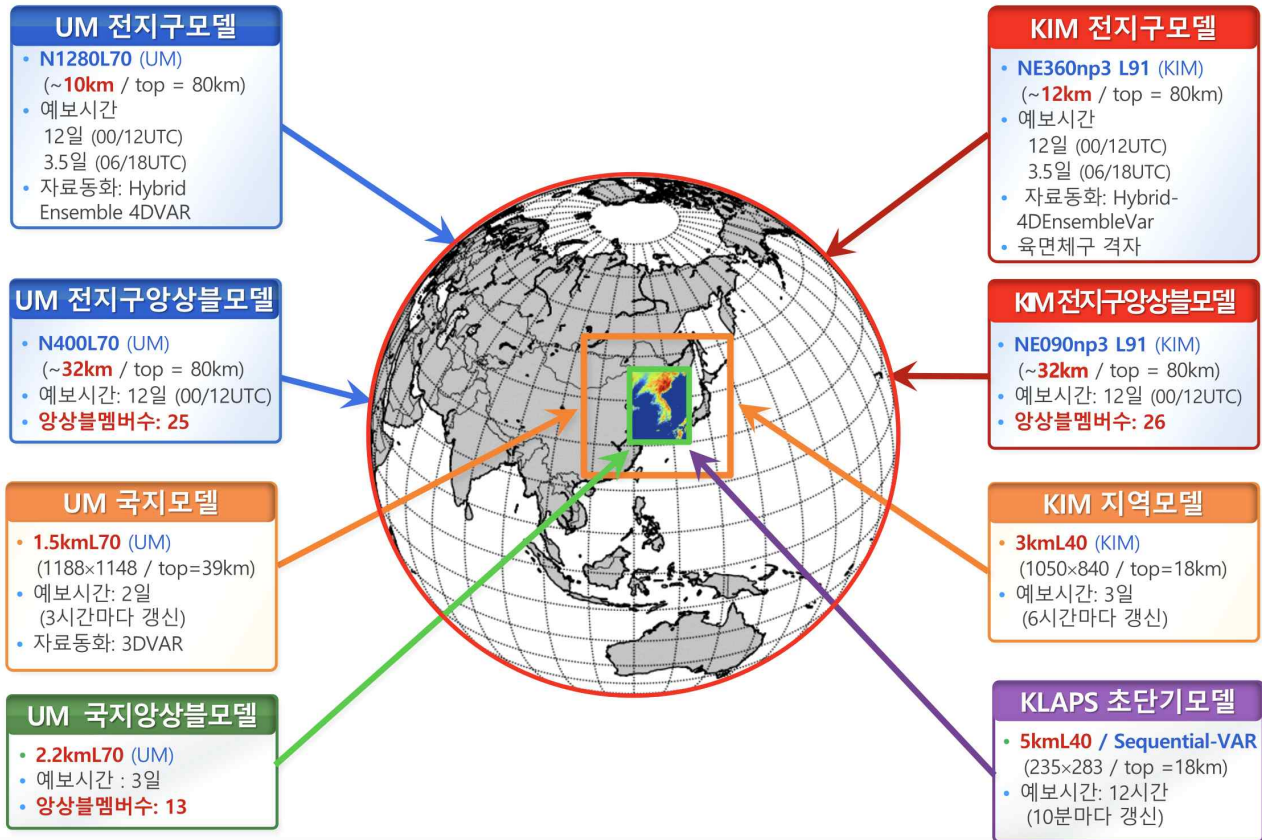 UM 전지구모델
• N1280L70 (UM)
(~10km / top = 80km)
• 예보시간
12일 (00/12UTC)
3.5일 (06/18UTC)
• 자료동화: Hybrid
Ensemble 4DVAR
UM 전지구앙상블모델
• N400L70 (UM)
(~32km / top = 80km)
• 예보시간: 12일 (00/12UTC)
• 앙상블멤버수: 25
UM 국지모델
• 1.5kmL70 (UM)
(1188×1148 / top=39km)
• 예보시간: 2일
(3시간마다 갱신)
• 자료동화: 3DVAR
UM 국지앙상블모델
• 2.2kmL70 (UM)
• 예보시간 : 3일
• 앙상블멤버수: 13
KIM 전지구모델
• NE360np3 L91 (KIM)
(~12km / top = 80km)
• 예보시간
12일 (00/12UTC)
3.5일 (06/18UTC)
• 자료동화: Hybrid-
4DEnsembleVar
• 육면체구 격자
KIM 전지구앙상블모델
• NE090np3 L91 (KIM)
(~32km / top = 80km)
• 예보시간: 12일 (00/12UTC)
• 앙상블멤버수: 26
KIM 지역모델
• 3kmL40 (KIM)
(1050×840 / top=18km)
• 예보시간: 3일
(6시간마다 갱신)
KLAPS 초단기모델
• 5kmL40 / Sequential-VAR
(235×283 / top =18km)
• 예보시간: 12시간
(10분마다 갱신)